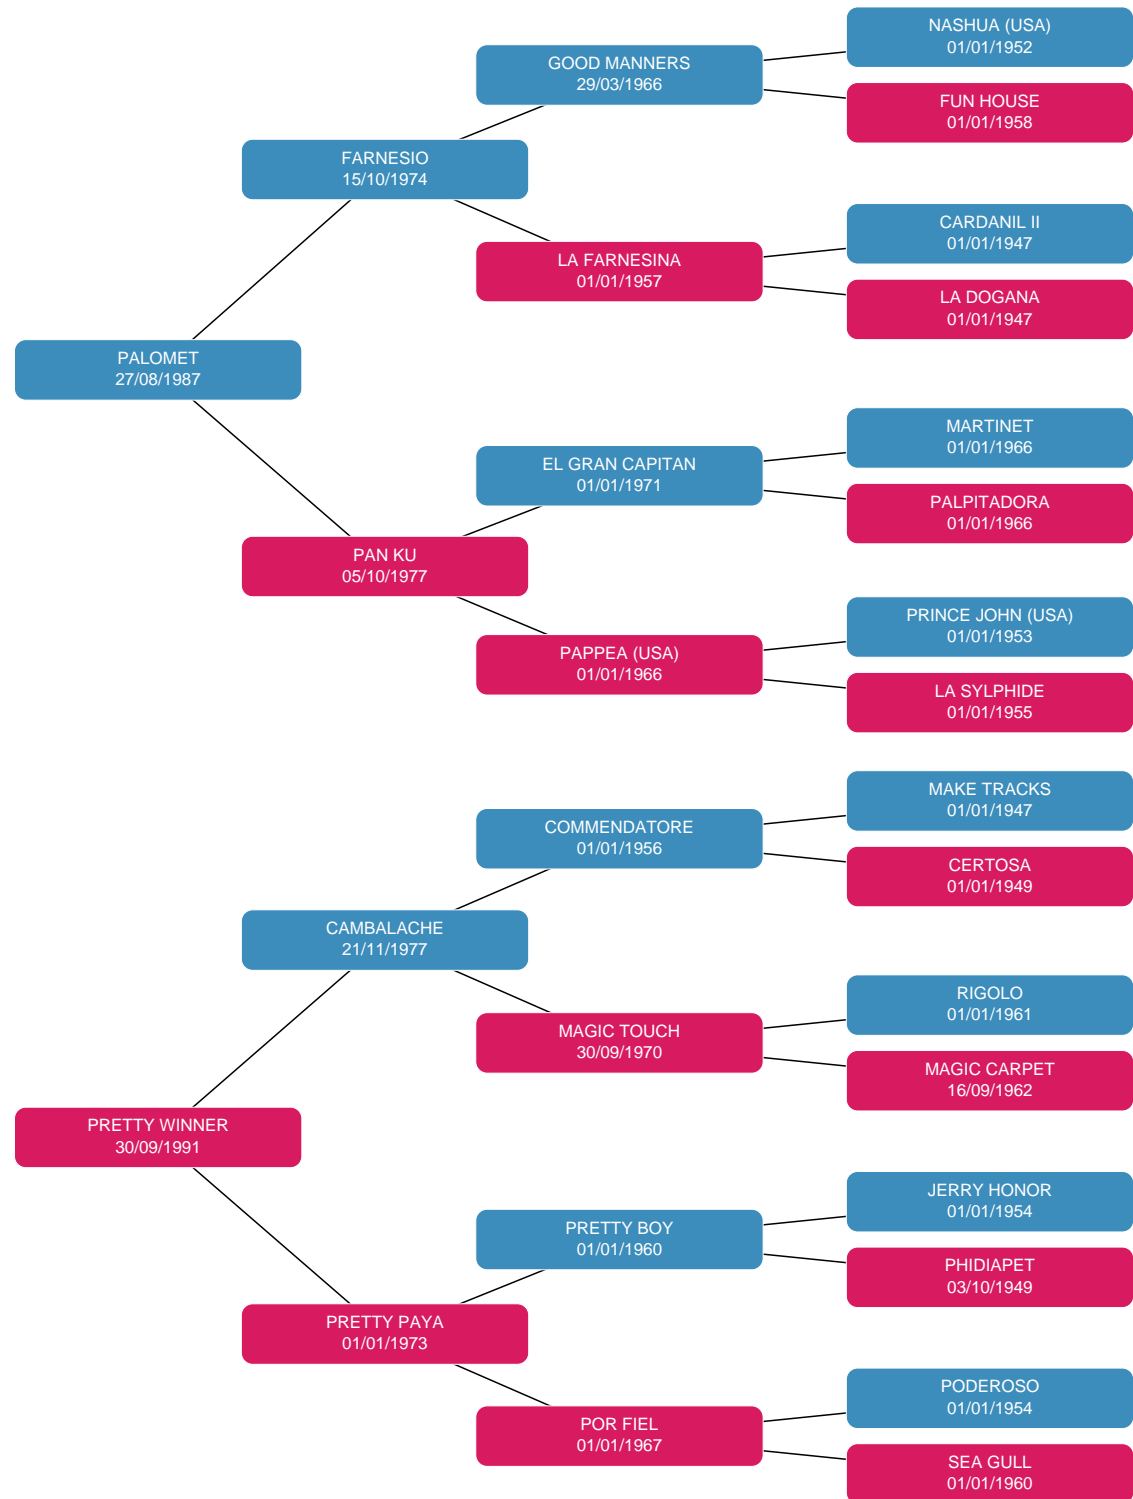 NASHUA (USA)
01/01/1952
GOOD MANNERS
29/03/1966
FUN HOUSE
01/01/1958
FARNESIO
15/10/1974
CARDANIL II
01/01/1947
LA FARNESINA
01/01/1957
LA DOGANA
01/01/1947
PALOMET
27/08/1987
MARTINET
01/01/1966
EL GRAN CAPITAN
01/01/1971
PALPITADORA
01/01/1966
PAN KU
05/10/1977
PRINCE JOHN (USA)
01/01/1953
PAPPEA (USA)
01/01/1966
LA SYLPHIDE
01/01/1955
MAKE TRACKS
01/01/1947
COMMENDATORE
01/01/1956
CERTOSA
01/01/1949
CAMBALACHE
21/11/1977
RIGOLO
01/01/1961
MAGIC TOUCH
30/09/1970
MAGIC CARPET
16/09/1962
PRETTY WINNER
30/09/1991
JERRY HONOR
01/01/1954
PRETTY BOY
01/01/1960
PHIDIAPET
03/10/1949
PRETTY PAYA
01/01/1973
PODEROSO
01/01/1954
POR FIEL
01/01/1967
SEA GULL
01/01/1960